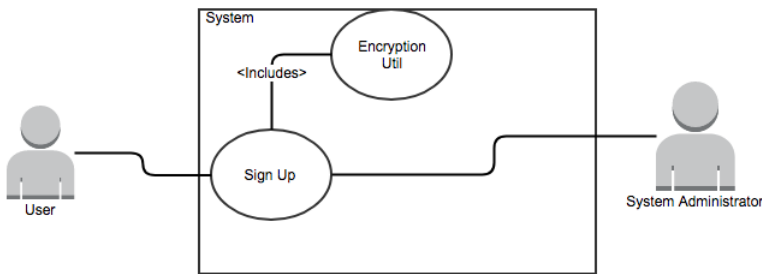 System
Encryption
Util
<Includes>
Sign Up
User
System Administrator